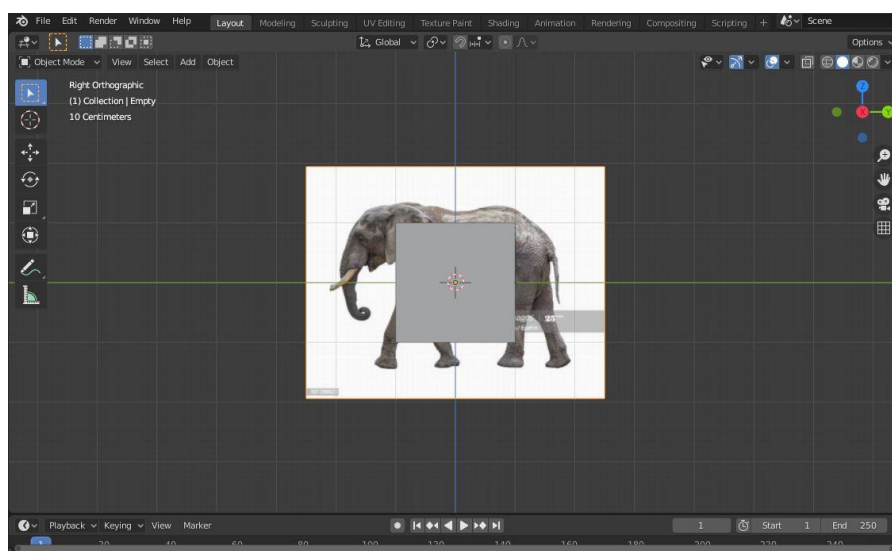 File Edit Render Window Help Layout Modeling Sculpting UV Editing Texture Paint Shading Animation Rendering Compositing Scripting + Scene
Global Options
Object Mode View Select Add Object
Right Orthographic
(1) Collection | Empty
10 Centimeters
Z
X
Y
Playback Keying View Marker 1 Start 1 End 250
1 20 40 60 80 100 120 140 160 180 200 220 240